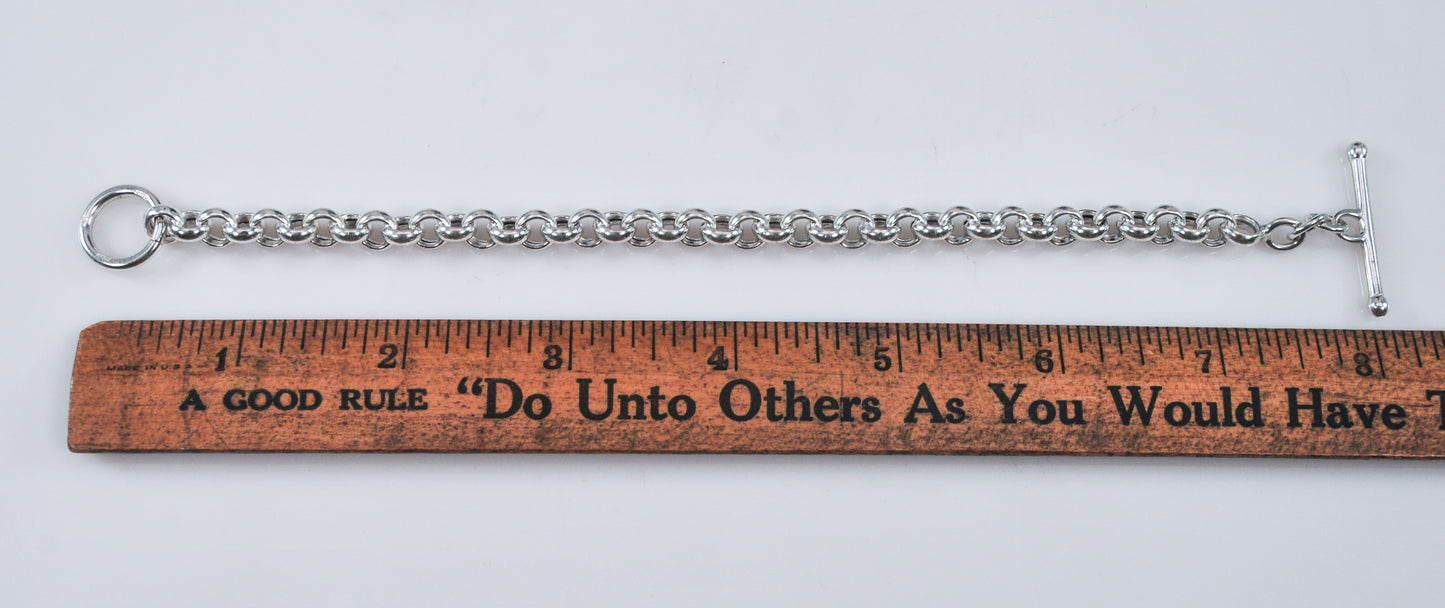 1 2 3 4 5 6 7 8
MADE IN U.S.A.
A GOOD RULE "Do Unto Others As You Would Have